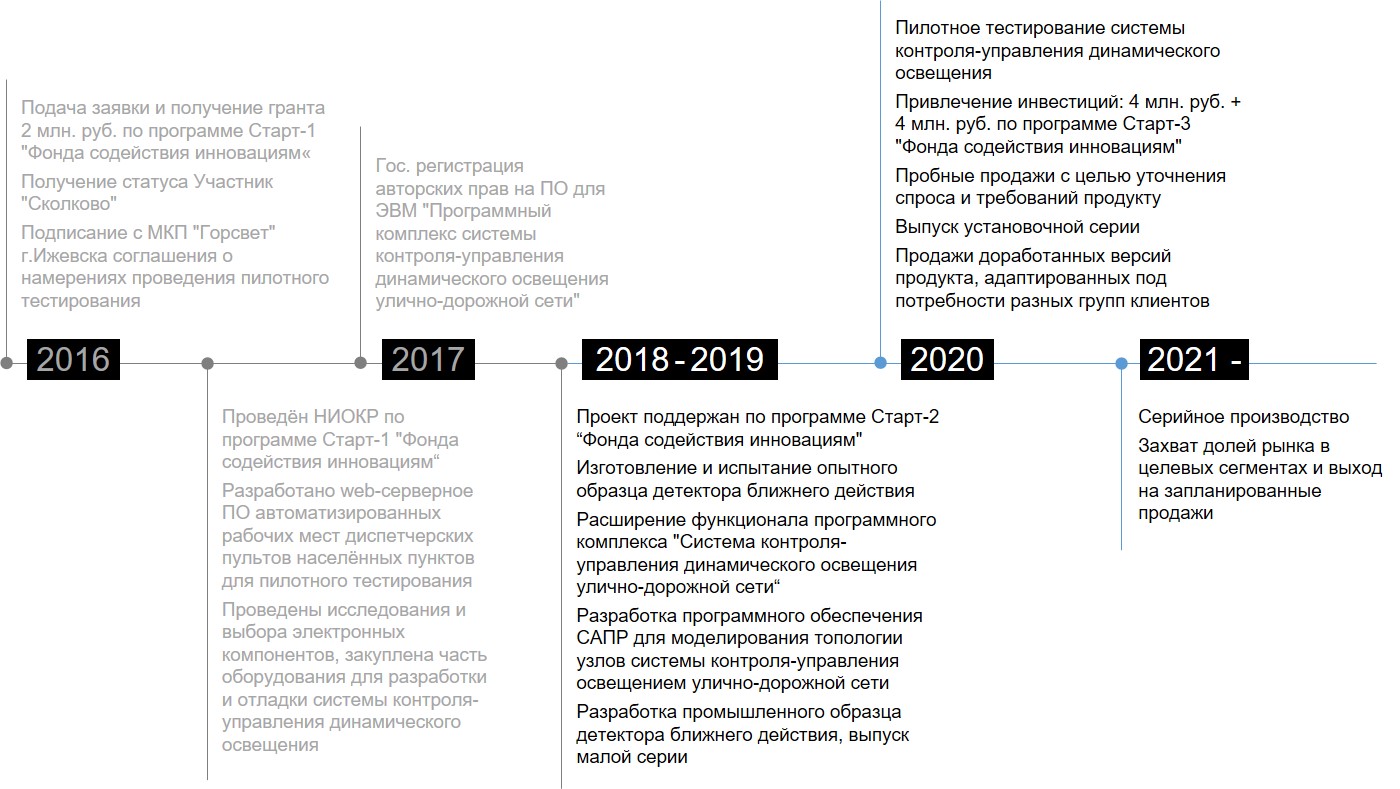 Подача заявки и получение гранта
2 млн. руб. по программе Старт-1
"Фонда содействия инновациям«
Получение статуса Участник
"Сколково"
Подписание с МКП "Горсвет"
г.Ижевска соглашения о
намерениях проведения пилотного
тестирования
2016
Проведён НИОКР по
программе Старт-1 "Фонда
содействия инновациям“
Разработано web-серверное
ПО автоматизированных
рабочих мест диспетчерских
пультов населённых пунктов
для пилотного тестирования
Проведены исследования и
выбора электронных
компонентов, закуплена часть
оборудования для разработки
и отладки системы контроля-
управления динамического
освещения
Гос. регистрация
авторских прав на ПО для
ЭВМ "Программный
комплекс системы
контроля-управления
динамического освещения
улично-дорожной сети"
2017
2018 - 2019
Проект поддержан по программе Старт-2
“Фонда содействия инновациям"
Изготовление и испытание опытного
образца детектора ближнего действия
Расширение функционала программного
комплекса "Система контроля-
управления динамического освещения
улично-дорожной сети“
Разработка программного обеспечения
САПР для моделирования топологии
узлов системы контроля-управления
освещением улично-дорожной сети
Разработка промышленного образца
детектора ближнего действия, выпуск
малой серии
Пилотное тестирование системы
контроля-управления динамического
освещения
Привлечение инвестиций: 4 млн. руб. +
4 млн. руб. по программе Старт-3
"Фонда содействия инновациям"
Пробные продажи с целью уточнения
спроса и требований продукту
Выпуск установочной серии
Продажи доработанных версий
продукта, адаптированных под
потребности разных групп клиентов
2020
2021 -
Серийное производство
Захват долей рынка в
целевых сегментах и выход
на запланированные
продажи